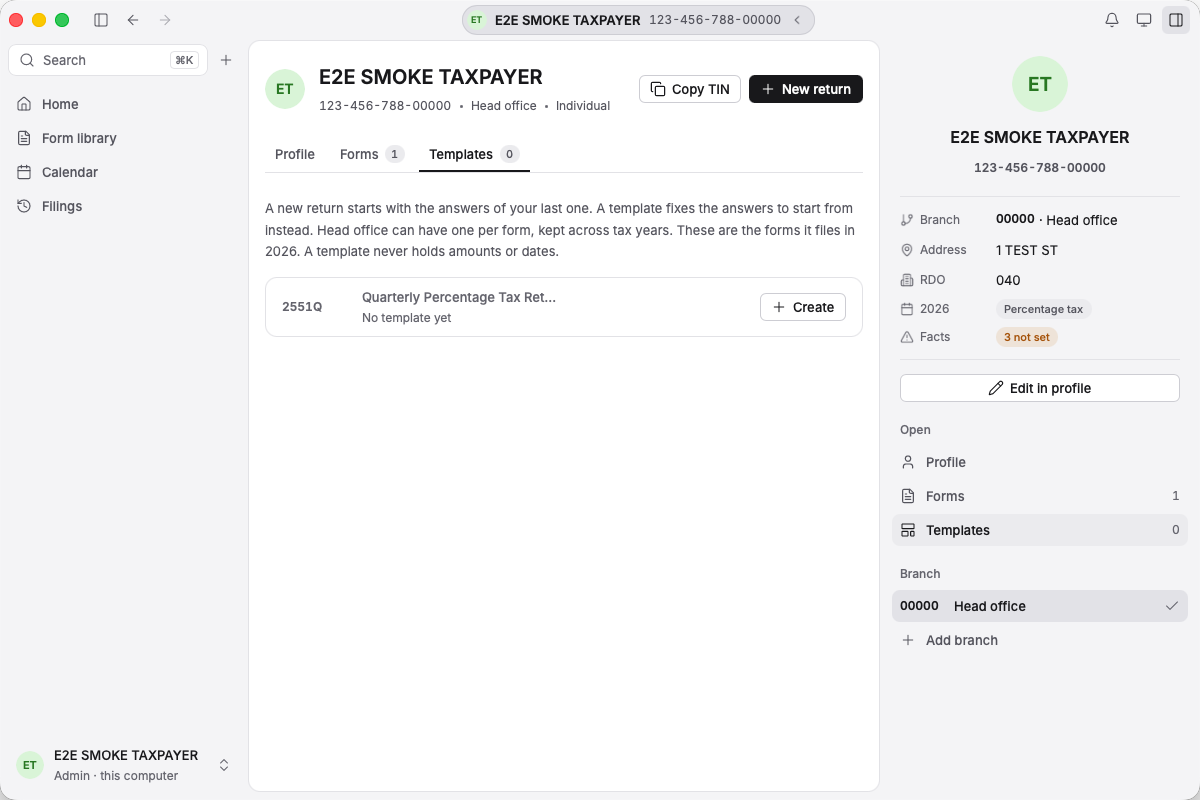 ET E2E SMOKE TAXPAYER 123-456-788-00000
Search ⌘K
Home
Form library
Calendar
Filings
ET
E2E SMOKE TAXPAYER
Admin · this computer
ET
E2E SMOKE TAXPAYER
123-456-788-00000 • Head office • Individual
Copy TIN
New return
Profile
Forms 1
Templates 0
A new return starts with the answers of your last one. A template fixes the answers to start from
instead. Head office can have one per form, kept across tax years. These are the forms it files in
2026. A template never holds amounts or dates.
2551Q
Quarterly Percentage Tax Ret...
No template yet
Create
ET
E2E SMOKE TAXPAYER
123-456-788-00000
Branch 00000 · Head office
Address 1 TEST ST
RDO 040
2026 Percentage tax
Facts 3 not set
Edit in profile
Open
Profile
Forms 1
Templates 0
Branch
00000 Head office
Add branch